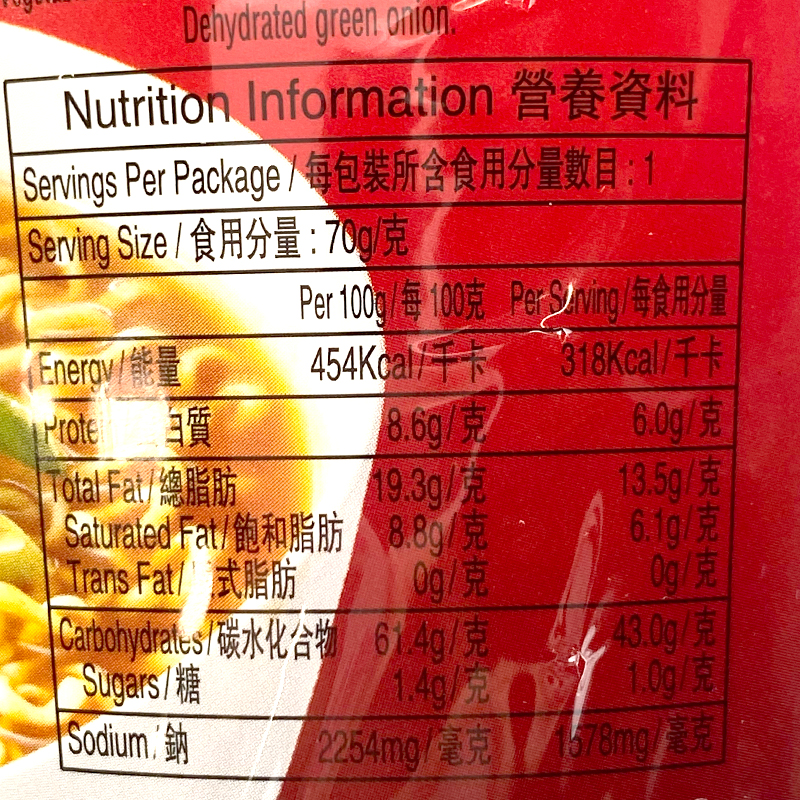 Dehydrated green onion.
Nutrition Information 營養資料
Servings Per Package / 每包裝所含食用分量數目 : 1
Serving Size / 食用分量 : 70g/克
Per 100g/每 100克 Per Serving/每食用分量
Energy/能量 454Kcal/千卡 318Kcal/千卡
白質 8.6g/克 6.0g/克
Total Fat/總脂肪 19.3g/克 13.5g/克
Saturated Fat/飽和脂肪 8.8g/克 6.1g/克
Trans Fat/ 式脂肪 0g/克 0g/克
Carbohydrates/碳水化合物 61.4g/克 43.0g/克
Sugars/糖 1.4g/克 1.0g/克
Sodium/鈉 2254mg/毫克 1578mg/毫克